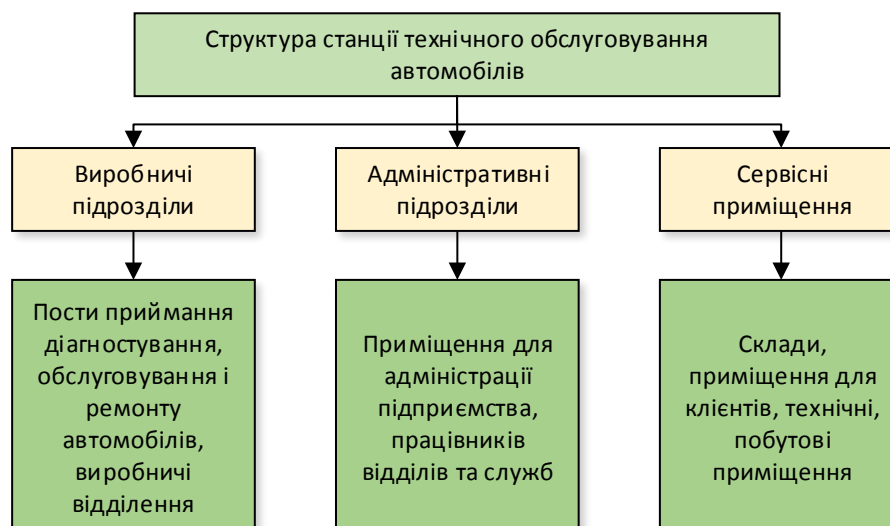 Структура станції технічного обслуговування
автомобілів
Виробничі
підрозділи
Адміністративні
підрозділи
Сервісні
приміщення
Пости приймання
діагностування,
обслуговування і
ремонту
автомобілів,
виробничі
відділення
Приміщення для
адміністрації
підприємства,
працівників
відділів та служб
Склади,
приміщення для
клієнтів, технічні,
побутові
приміщення